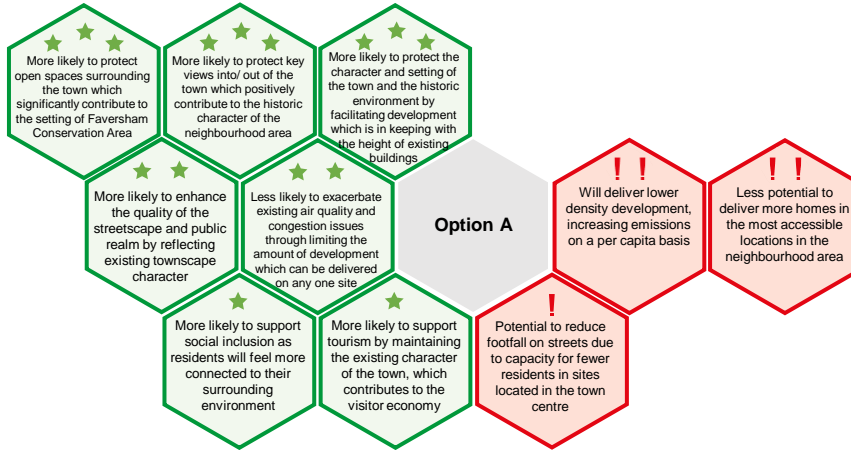 More likely to protect
open spaces surrounding
the town which
significantly contribute to
the setting of Faversham
Conservation Area
More likely to protect key
views into/ out of the
town which positively
contribute to the historic
character of the
neighbourhood area
More likely to protect the
character and setting of
the town and the historic
environment by
facilitating development
which is in keeping with
the height of existing
buildings
More likely to enhance
the quality of the
streetscape and public
realm by reflecting
existing townscape
character
Less likely to exacerbate
existing air quality and
congestion issues
through limiting the
amount of development
which can be delivered
on any one site
Option A
! !
Will deliver lower
density development,
increasing emissions
on a per capita basis
! !
Less potential to
deliver more homes in
the most accessible
locations in the
neighbourhood area
More likely to support
social inclusion as
residents will feel more
connected to their
surrounding
environment
More likely to support
tourism by maintaining
the existing character
of the town, which
contributes to the
visitor economy
!
Potential to reduce
footfall on streets due
to capacity for fewer
residents in sites
located in the town
centre